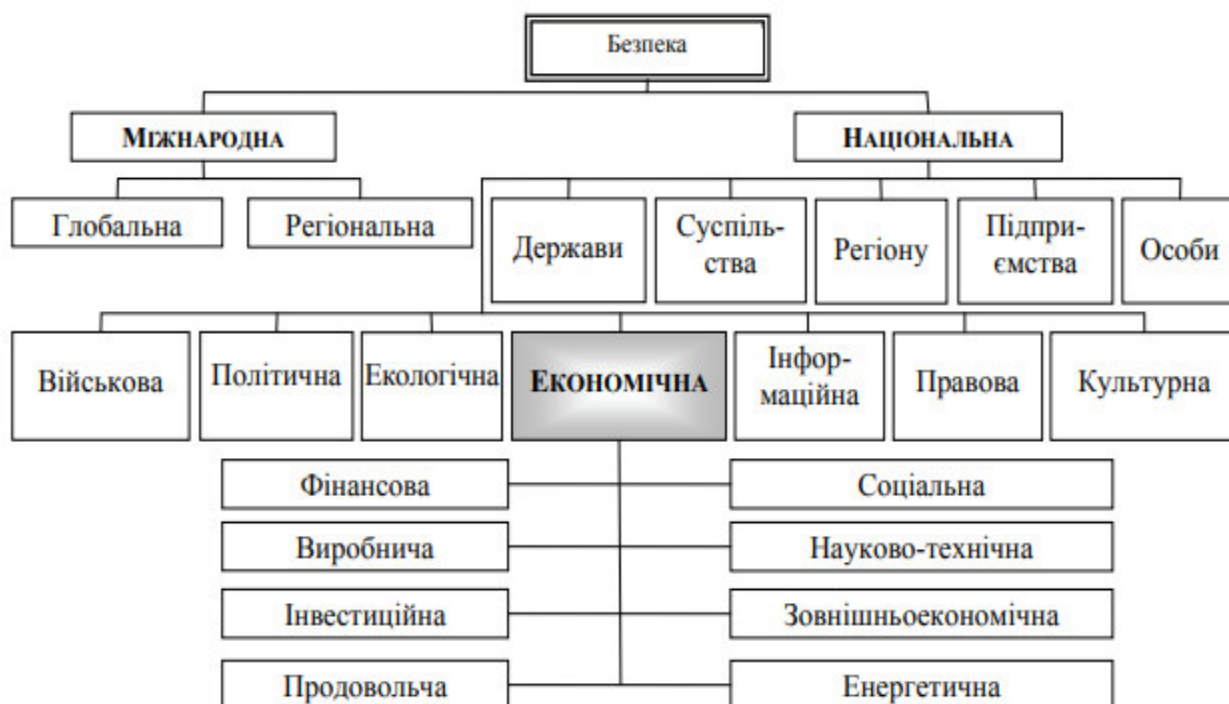 Безпека
МІЖНАРОДНА
НАЦІОНАЛЬНА
Глобальна
Регіональна
Держави
Суспіль-
ства
Регіону
Підпри-
ємства
Особи
Військова
Політична
Екологічна
ЕКОНОМІЧНА
Інфор-
маційна
Правова
Культурна
Фінансова
Соціальна
Виробнича
Науково-технічна
Інвестиційна
Зовнішньоекономічна
Продовольча
Енергетична